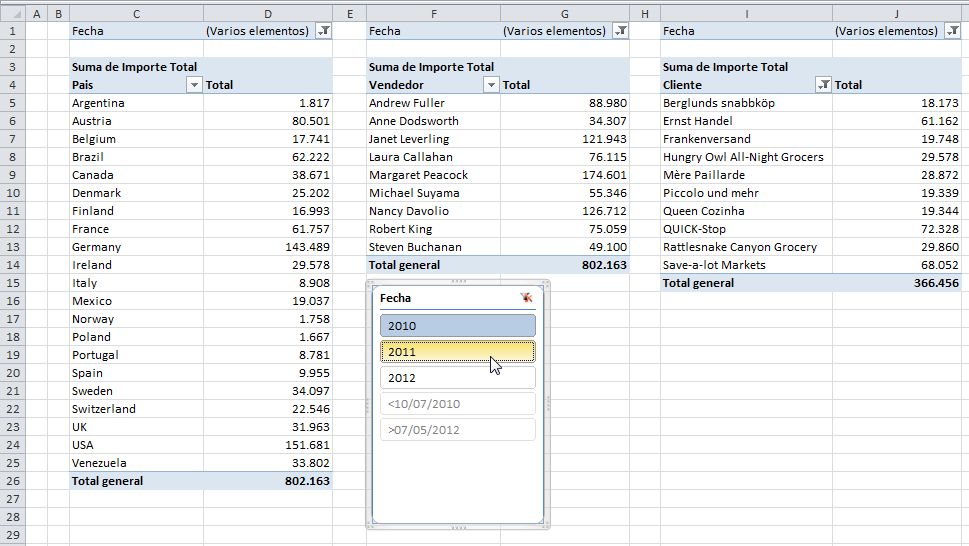 A B C D E F G H I J
1 Fecha (Varios elementos) Fecha (Varios elementos) Fecha (Varios elementos)
2
3 Suma de Importe Total Suma de Importe Total Suma de Importe Total
4 Pais Total Vendedor Total Cliente Total
5 Argentina 1.817 Andrew Fuller 88.980 Berglunds snabbköp 18.173
6 Austria 80.501 Anne Dodsworth 34.307 Ernst Handel 61.162
7 Belgium 17.741 Janet Leverling 121.943 Frankenversand 19.748
8 Brazil 62.222 Laura Callahan 76.115 Hungry Owl All-Night Grocers 29.578
9 Canada 38.671 Margaret Peacock 174.601 Mère Paillarde 28.872
10 Denmark 25.202 Michael Suyama 55.346 Piccolo und mehr 19.339
11 Finland 16.993 Nancy Davolio 126.712 Queen Cozinha 19.344
12 France 61.757 Robert King 75.059 QUICK-Stop 72.328
13 Germany 143.489 Steven Buchanan 49.100 Rattlesnake Canyon Grocery 29.860
14 Ireland 29.578 Total general 802.163 Save-a-lot Markets 68.052
15 Italy 8.908 Total general 366.456
16 Mexico 19.037 Fecha
17 Norway 1.758 2010
18 Poland 1.667
19 Portugal 8.781 2011
20 Spain 9.955 2012
21 Sweden 34.097
22 Switzerland 22.546 <10/07/2010
23 UK 31.963 >07/05/2012
24 USA 151.681
25 Venezuela 33.802
26 Total general 802.163
27
28
29